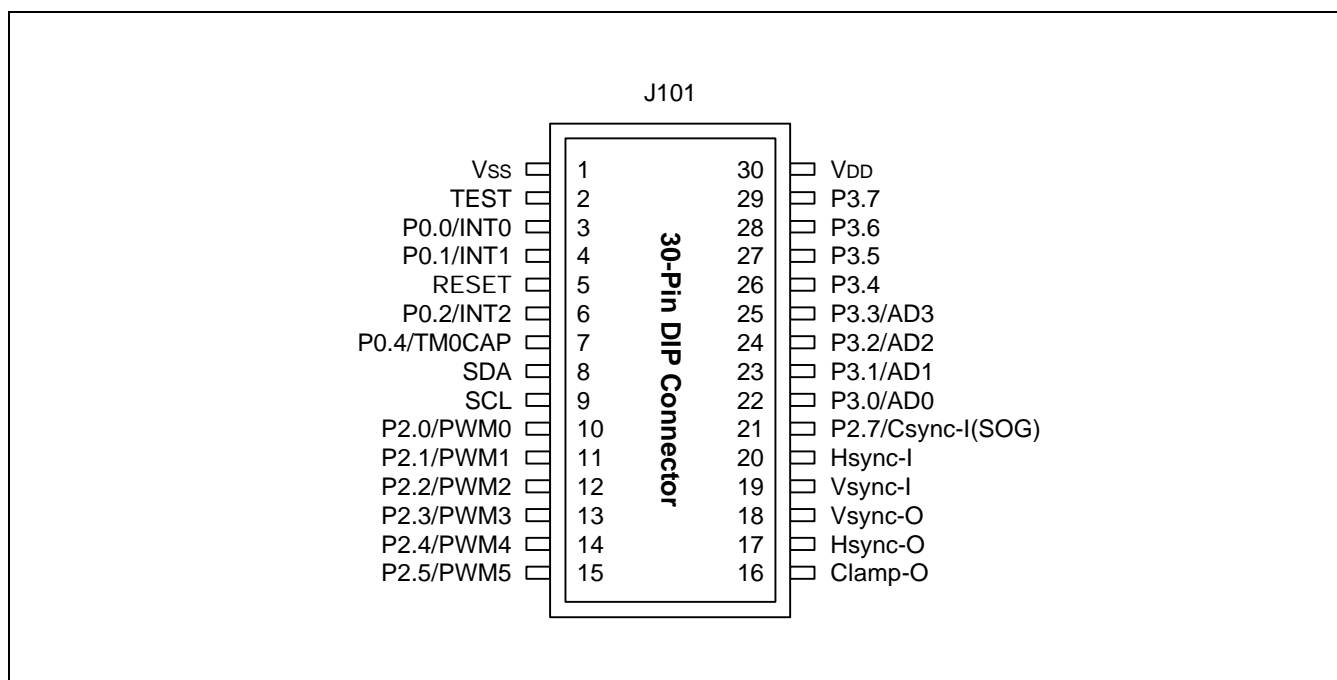 J101
VSS 1 30 VDD
TEST 2 29 P3.7
P0.0/INT0 3 28 P3.6
P0.1/INT1 4 27 P3.5
RESET 5 26 P3.4
P0.2/INT2 6 25 P3.3/AD3
P0.4/TM0CAP 7 24 P3.2/AD2
SDA 8 23 P3.1/AD1
SCL 9 22 P3.0/AD0
P2.0/PWM0 10 21 P2.7/Csync-I(SOG)
P2.1/PWM1 11 20 Hsync-I
P2.2/PWM2 12 19 Vsync-I
P2.3/PWM3 13 18 Vsync-O
P2.4/PWM4 14 17 Hsync-O
P2.5/PWM5 15 16 Clamp-O
30-Pin DIP Connector